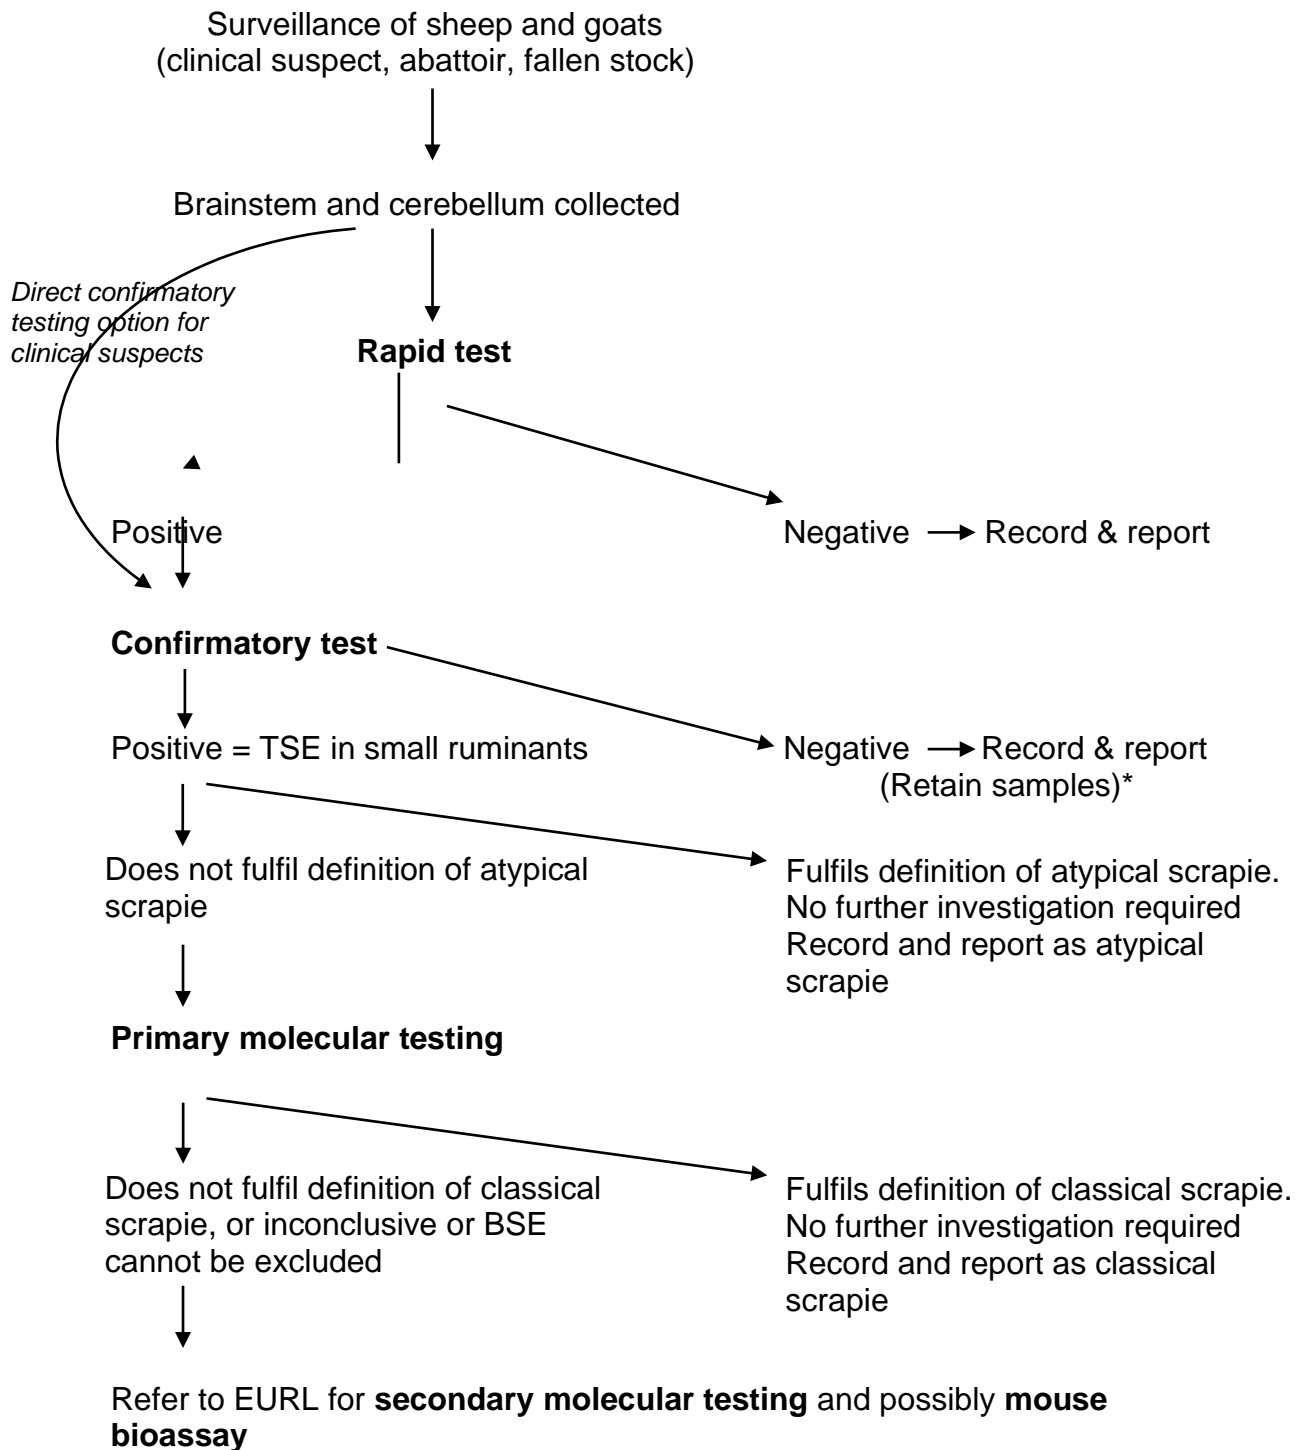 Surveillance of sheep and goats
(clinical suspect, abattoir, fallen stock)
Brainstem and cerebellum collected
Direct confirmatory
testing option for
clinical suspects
Rapid test
Positive
Negative
Record & report
Confirmatory test
Positive = TSE in small ruminants
Negative
Record & report
(Retain samples)*
Does not fulfil definition of atypical
scrapie
Fulfils definition of atypical scrapie.
No further investigation required
Record and report as atypical
scrapie
Primary molecular testing
Does not fulfil definition of classical
scrapie, or inconclusive or BSE
cannot be excluded
Fulfils definition of classical scrapie.
No further investigation required
Record and report as classical
scrapie
Refer to EURL for secondary molecular testing and possibly mouse
bioassay